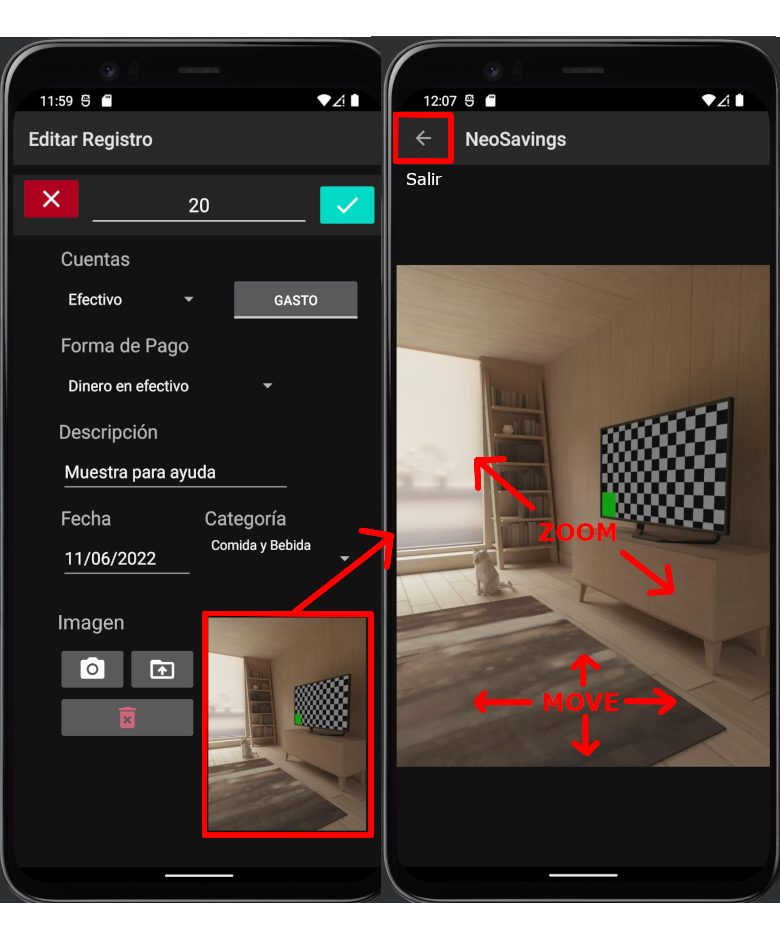 11:59
Editar Registro
20
Cuentas
Efectivo
GASTO
Forma de Pago
Dinero en efectivo
Descripción
Muestra para ayuda
Fecha
Categoría
11/06/2022
Comida y Bebida
Imagen
12:07
NeoSavings
Salir
ZOOM
MOVE